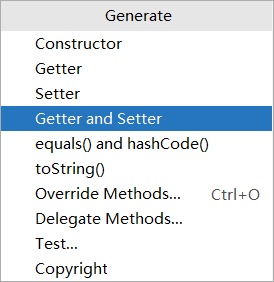 Generate
Constructor
Getter
Setter
Getter and Setter
equals() and hashCode()
toString()
Override Methods... Ctrl+O
Delegate Methods...
Test...
Copyright